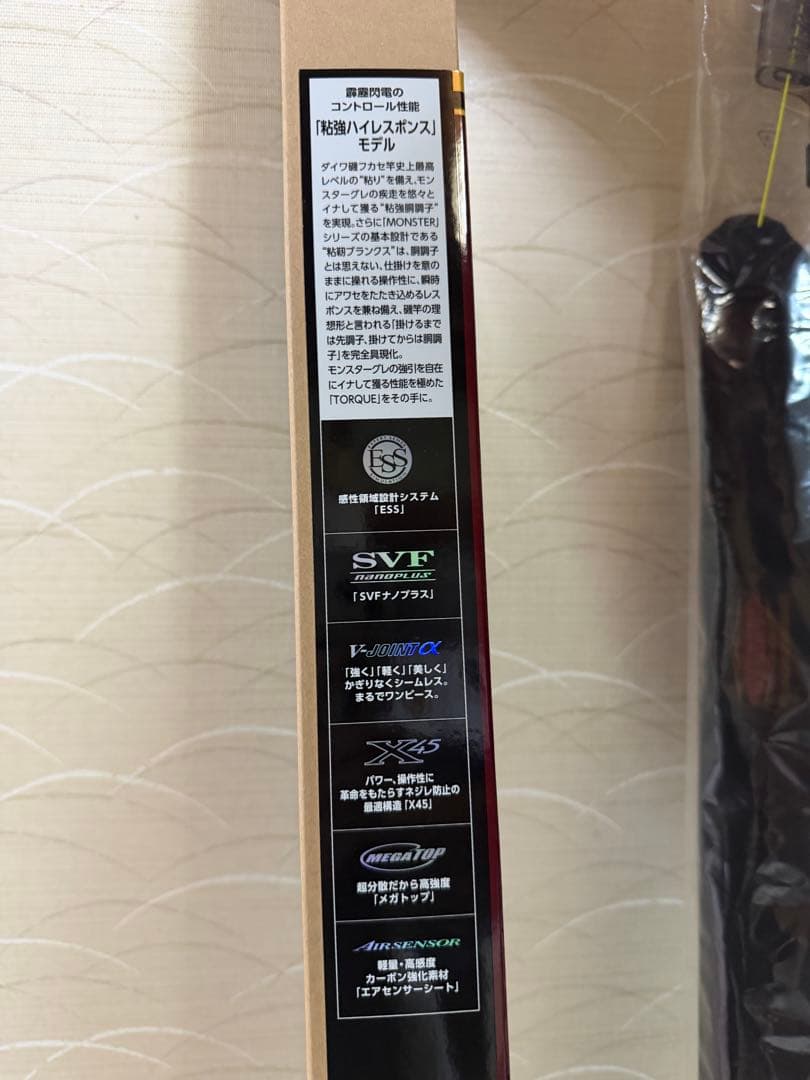 霹靂閃電の
コントロール性能
「粘強ハイレスポンス」
モデル
ダイワ磯フカセ竿史上最高
レベルの"粘り"を備え、モン
スターグレの疾走を悠々と
イナして獲る"粘強胴調子"
を実現。さらに「MONSTER」
シリーズの基本設計である
"粘靭ブランクス"は、胴調子
とは思えない、仕掛けを意の
ままに操れる操作性に、瞬時
にアワセをたたき込めるレス
ポンスを兼ね備え、磯竿の理
想形と言われる「掛けるまで
は先調子、掛けてからは胴調
子」を完全具現化。
モンスターグレの強引を自在
にイナして獲る性能を極めた
「TORQUE」をその手に。
ESS
感性領域設計システム
「ESS」
SVF
nanoPLUS
「SVFナノプラス」
V-JOINT α
「強く」「軽く」「美しく」
かぎりなくシームレス。
まるでワンピース。
X45
パワー、操作性に
革命をもたらすネジレ防止の
最適構造「X45」
MEGATOP
超分散だから高強度
「メガトップ」
AIRSENSOR
軽量・高感度
カーボン強化素材
「エアセンサーシート」